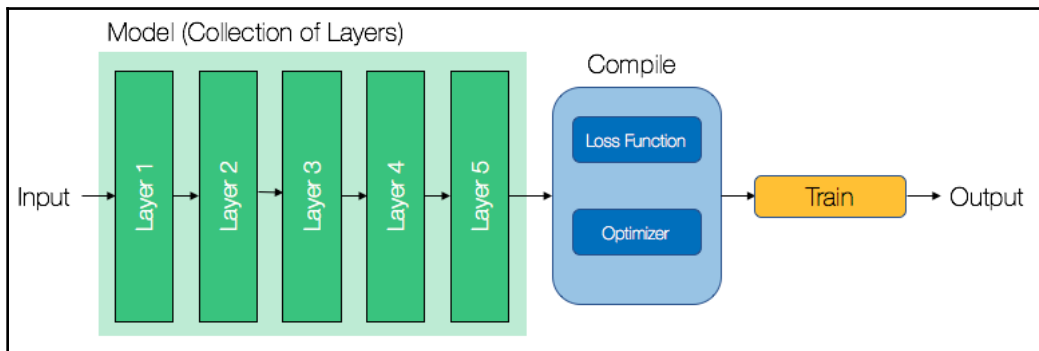 Model (Collection of Layers)
Compile
Input
Layer 1
Layer 2
Layer 3
Layer 4
Layer 5
Loss Function
Optimizer
Train
Output